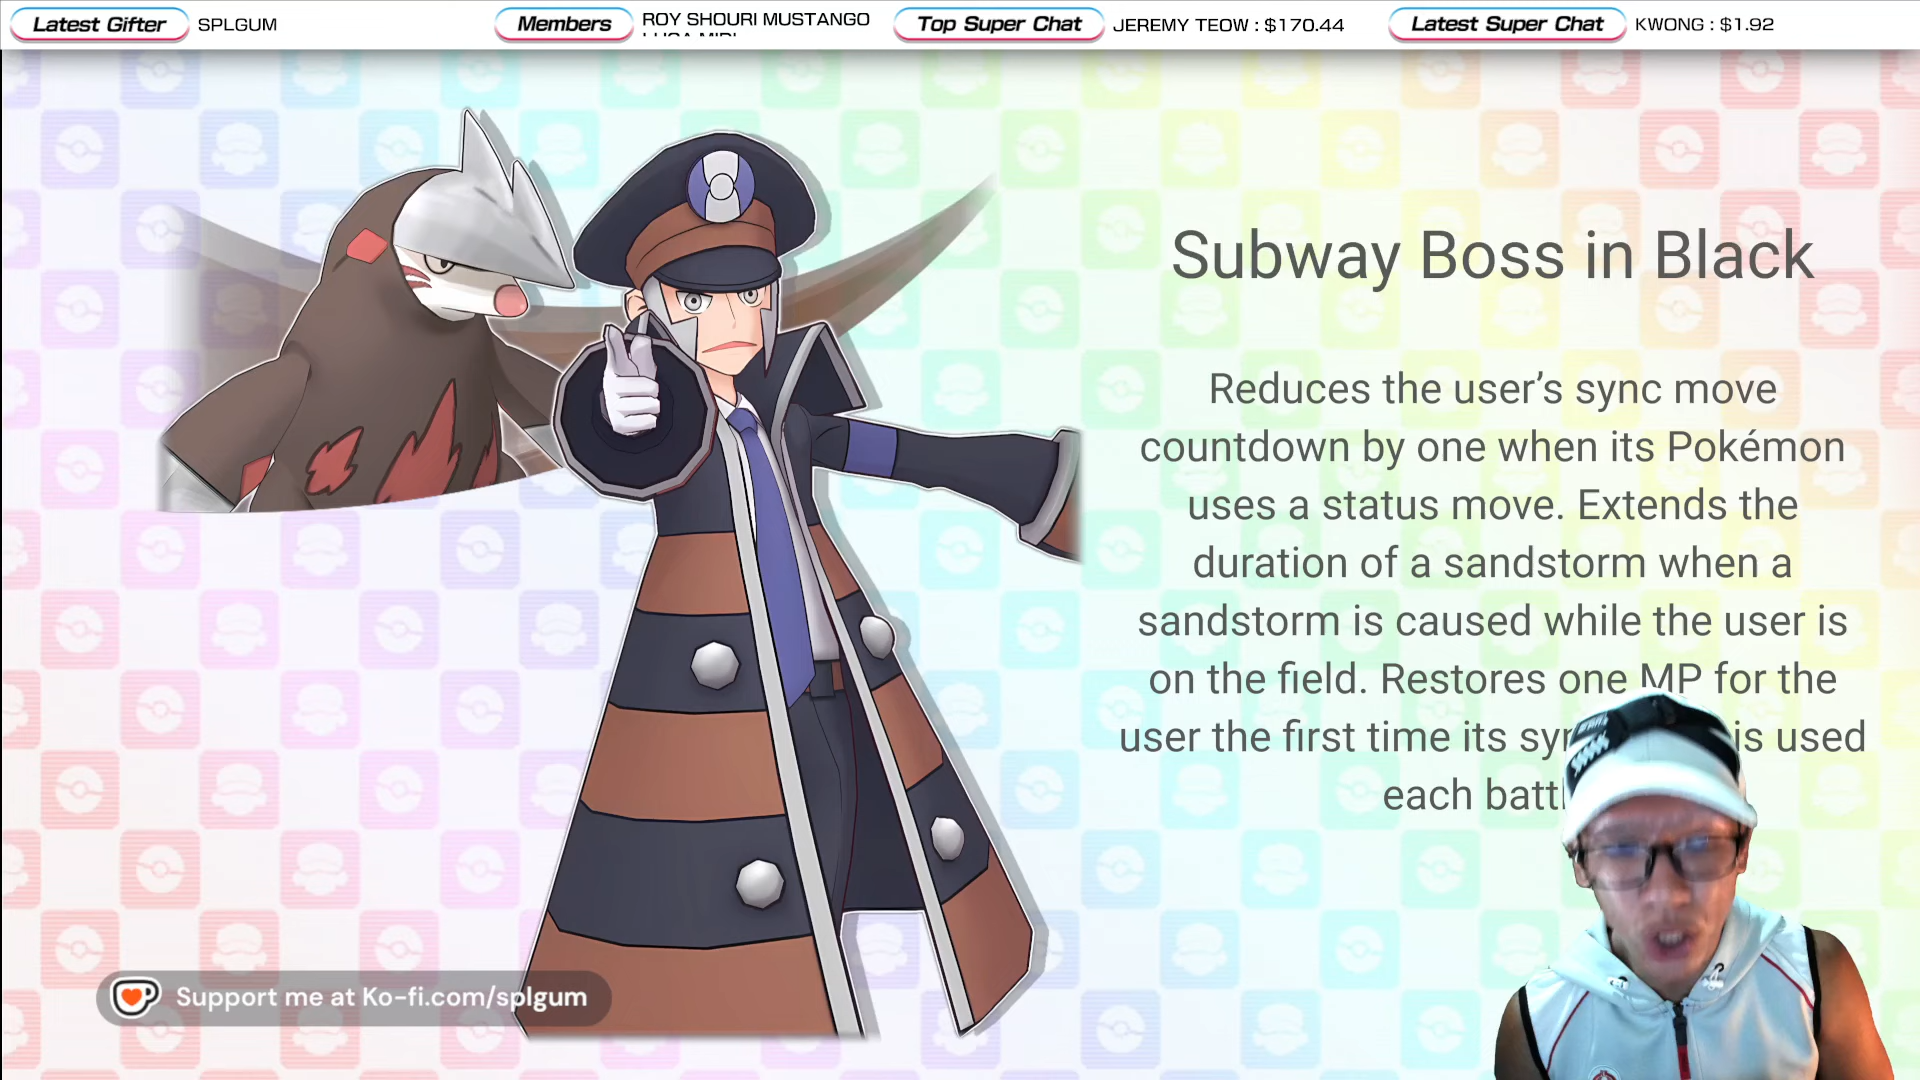 Latest Gifter SPLGUM Members ROY SHOURI MUSTANGO Top Super Chat JEREMY TEOW : $170.44 Latest Super Chat KWONG : $1.92
Subway Boss in Black
Reduces the user’s sync move
countdown by one when its Pokémon
uses a status move. Extends the
duration of a sandstorm when a
sandstorm is caused while the user is
on the field. Restores one MP for the
user the first time its is used
each
Support me at Ko-fi.com/splgum